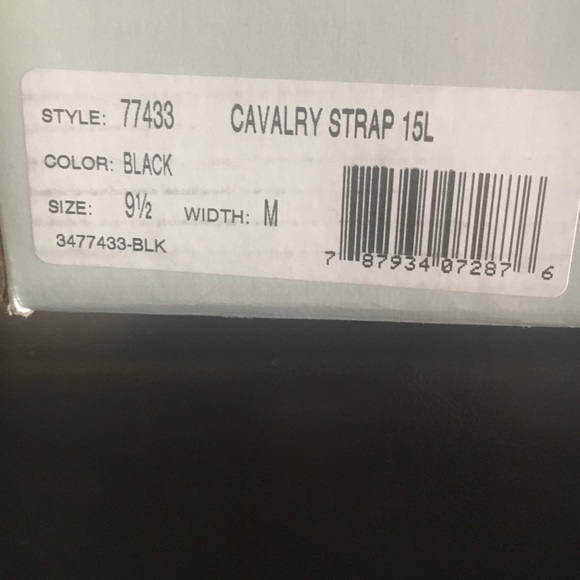 STYLE: 77433 CAVALRY STRAP 15L
COLOR: BLACK
SIZE: 9½ WIDTH: M
3477433-BLK
7 87934 07287 6